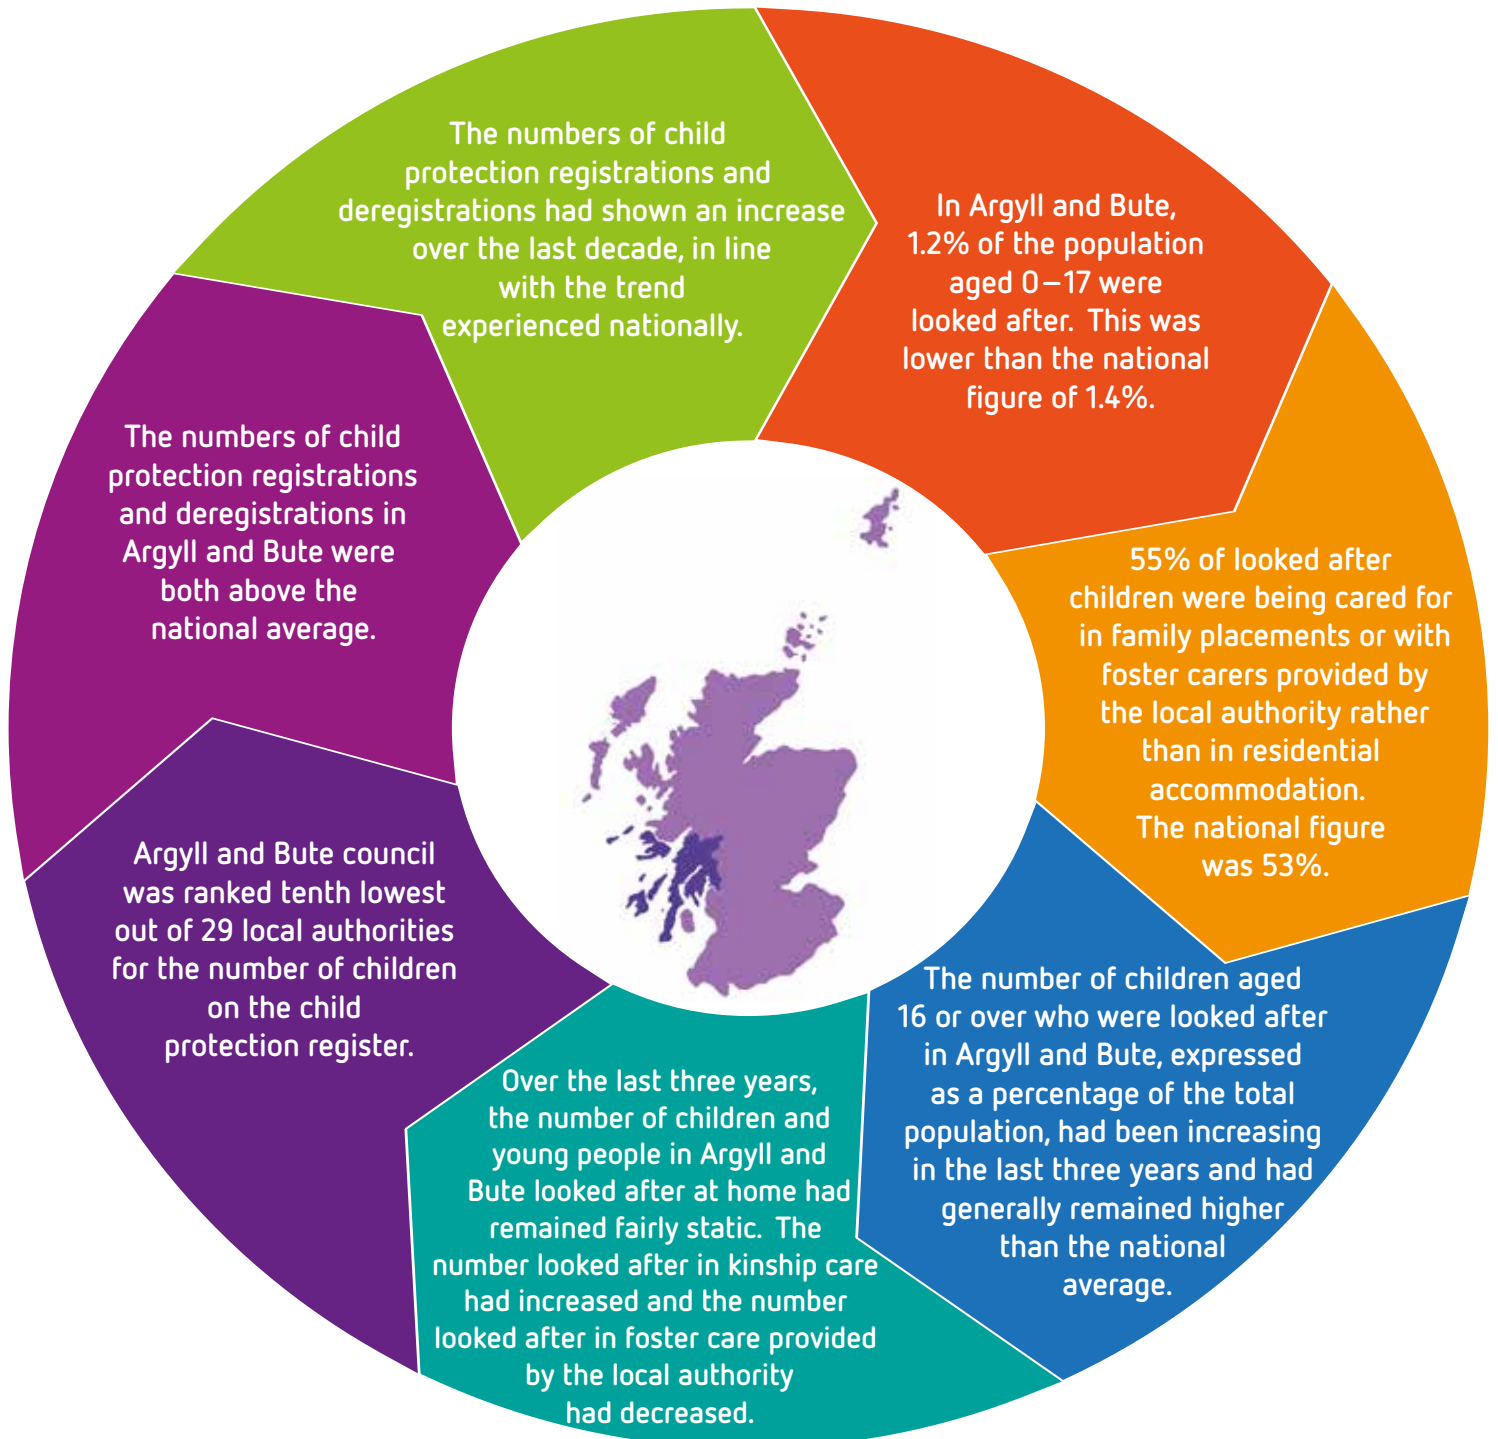 The numbers of child
protection registrations and
deregistrations had shown an increase
over the last decade, in line
with the trend
experienced nationally.
In Argyll and Bute,
1.2% of the population
aged 0–17 were
looked after. This was
lower than the national
figure of 1.4%.
55% of looked after
children were being cared for
in family placements or with
foster carers provided by
the local authority rather
than in residential
accommodation.
The national figure
was 53%.
The number of children aged
16 or over who were looked after
in Argyll and Bute, expressed
as a percentage of the total
population, had been increasing
in the last three years and had
generally remained higher
than the national
average.
Over the last three years,
the number of children and
young people in Argyll and
Bute looked after at home had
remained fairly static. The
number looked after in kinship care
had increased and the number
looked after in foster care provided
by the local authority
had decreased.
Argyll and Bute council
was ranked tenth lowest
out of 29 local authorities
for the number of children
on the child
protection register.
The numbers of child
protection registrations
and deregistrations in
Argyll and Bute were
both above the
national average.